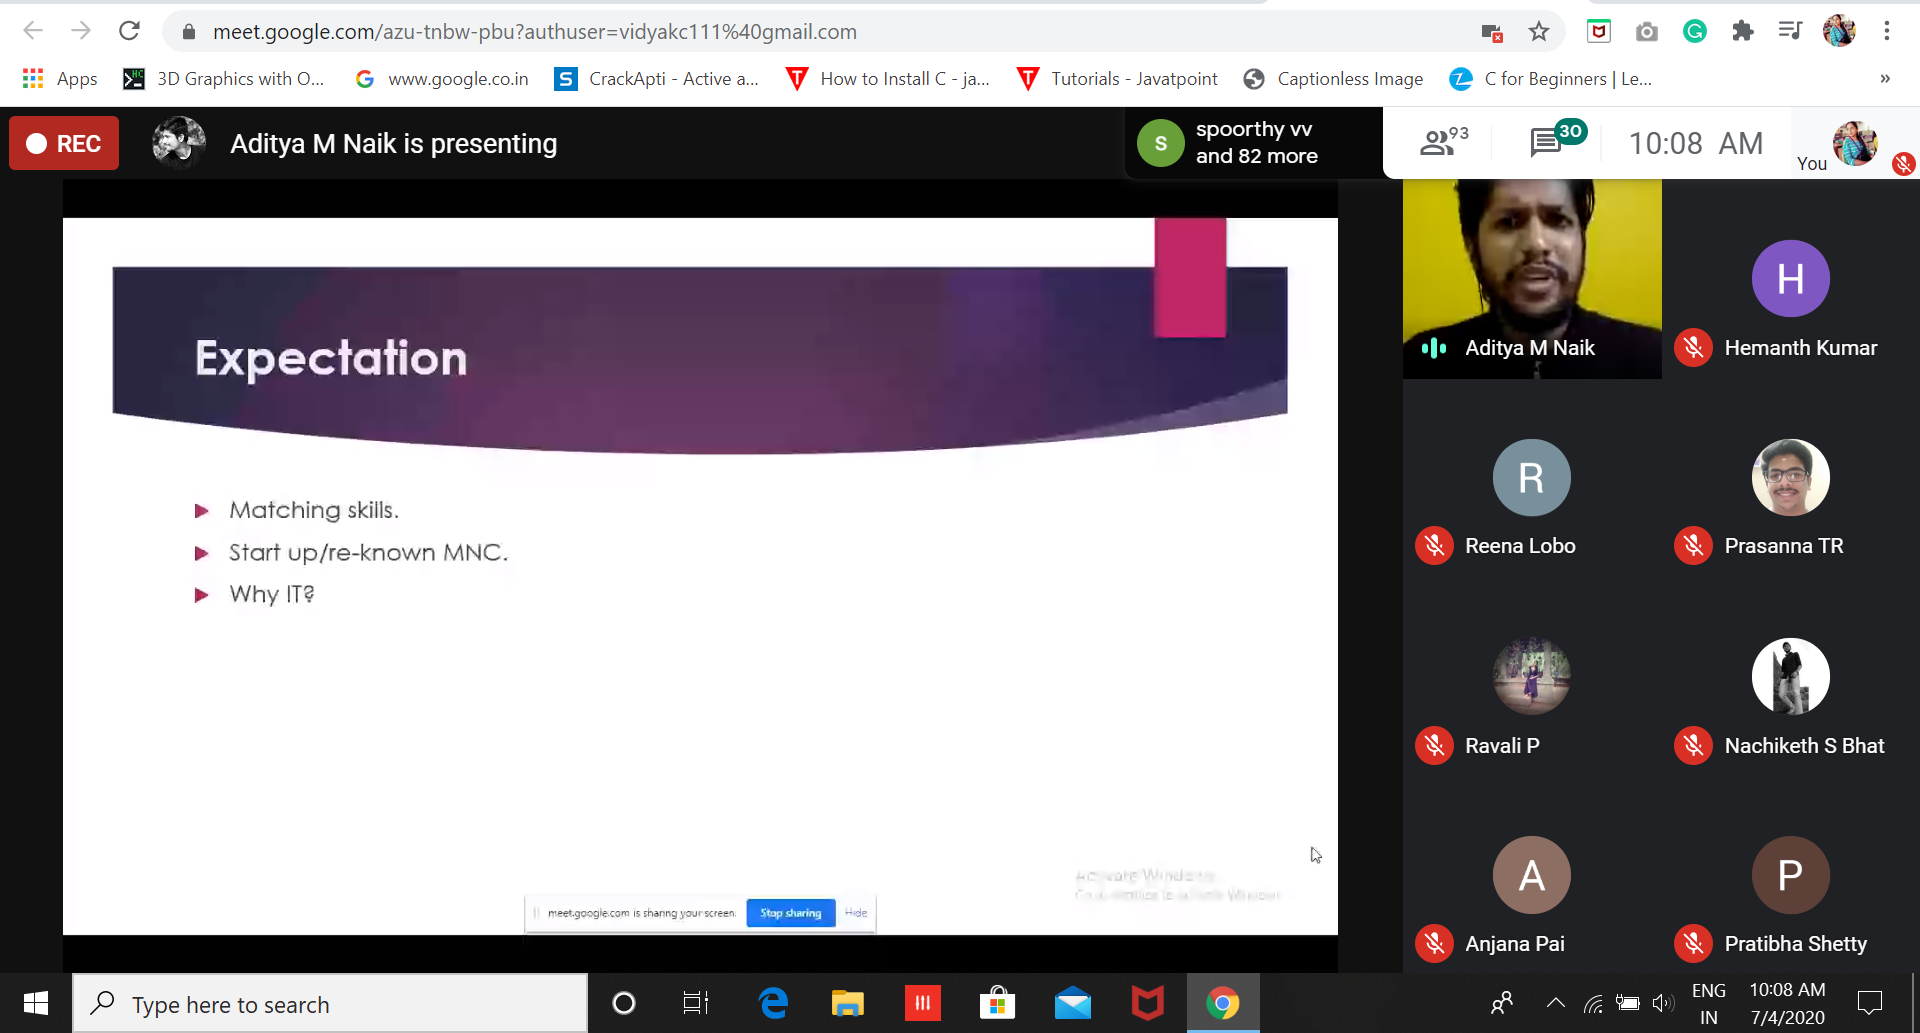 meet.google.com/azu-tnbw-pbu?authuser=vidyakc111%40gmail.com
Apps
3D Graphics with O...
www.google.co.in
CrackApti - Active a...
How to Install C - ja...
Tutorials - Javatpoint
Captionless Image
C for Beginners | Le...
»
REC
Aditya M Naik is presenting
S
spoorthy vv
and 82 more
93
30
10:08 AM
You
Expectation
Matching skills.
Start up/re-known MNC.
Why IT?
Activate Windows
meet.google.com is sharing your screen.
Stop sharing
Hide
Aditya M Naik
H
Hemanth Kumar
R
Reena Lobo
Prasanna TR
Ravali P
Nachiketh S Bhat
A
Anjana Pai
P
Pratibha Shetty
Type here to search
ENG
IN
10:08 AM
7/4/2020